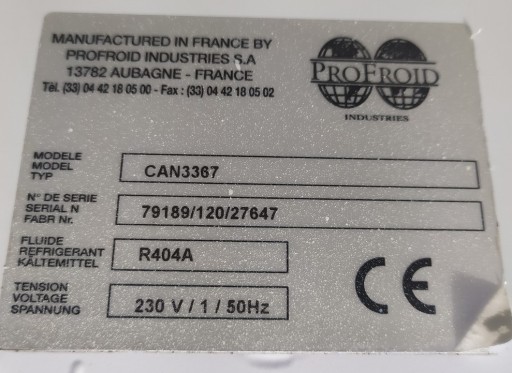 MANUFACTURED IN FRANCE BY
PROFROID INDUSTRIES S.A
13782 AUBAGNE - FRANCE
Tél. (33) 04 42 18 05 00 - Fax : (33) 04 42 18 05 02
PROFROID
INDUSTRIES
MODELE
MODEL
TYP
CAN3367
N° DE SERIE
SERIAL N
FABR Nr.
79189/120/27647
FLUIDE
REFRIGERANT
KÄLTEMITTEL
R404A
CE
TENSION
VOLTAGE
SPANNUNG
230 V / 1 / 50Hz